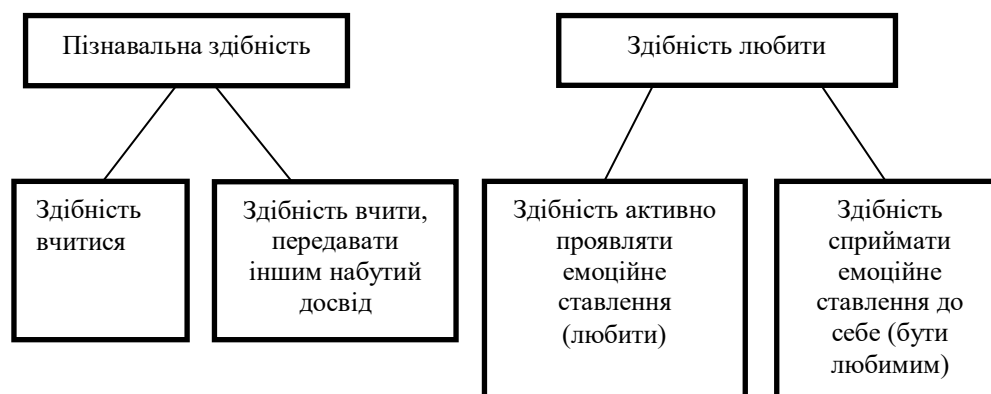 Пізнавальна здібність
Здібність любити
Здібність
вчитися
Здібність вчити,
передавати
іншим набутий
досвід
Здібність активно
проявляти
емоційне
ставлення
(любити)
Здібність
сприймати
емоційне
ставлення до
себе (бути
любимим)